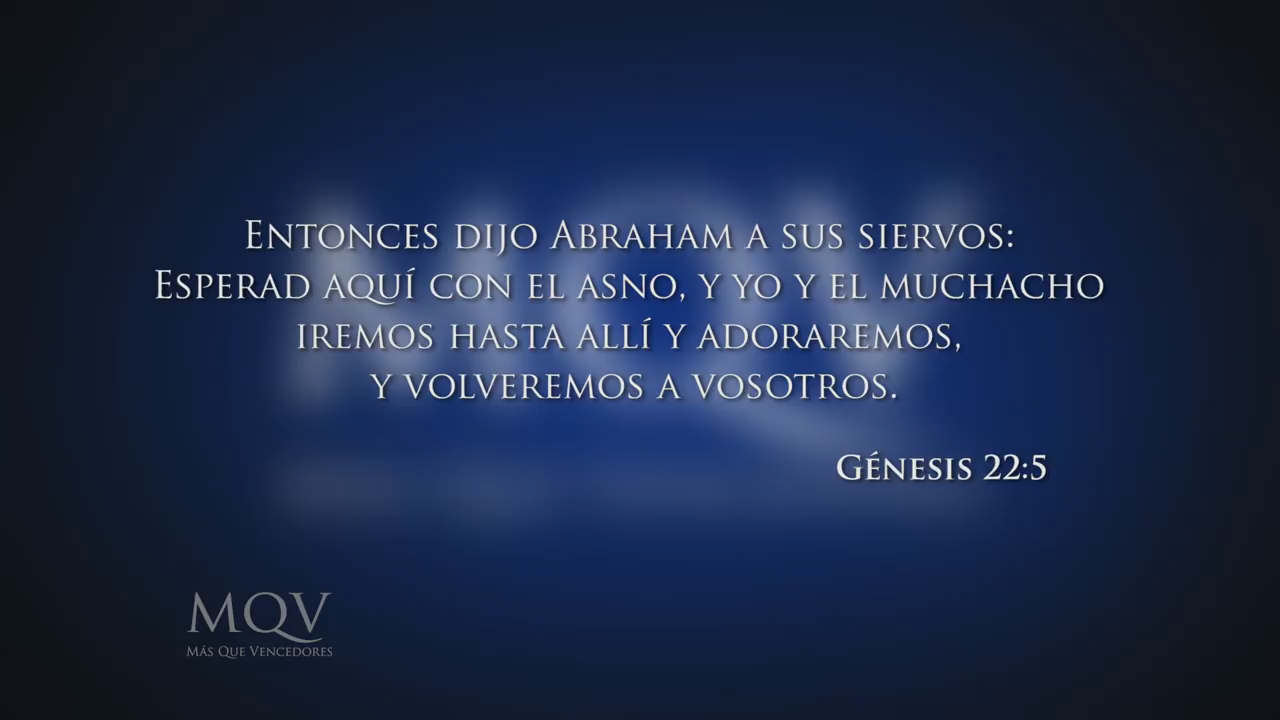 Entonces dijo Abraham a sus siervos:
Esperad aquí con el asno, y yo y el muchacho
iremos hasta allí y adoraremos,
y volveremos a vosotros.
Génesis 22:5
MQV
Más Que Vencedores